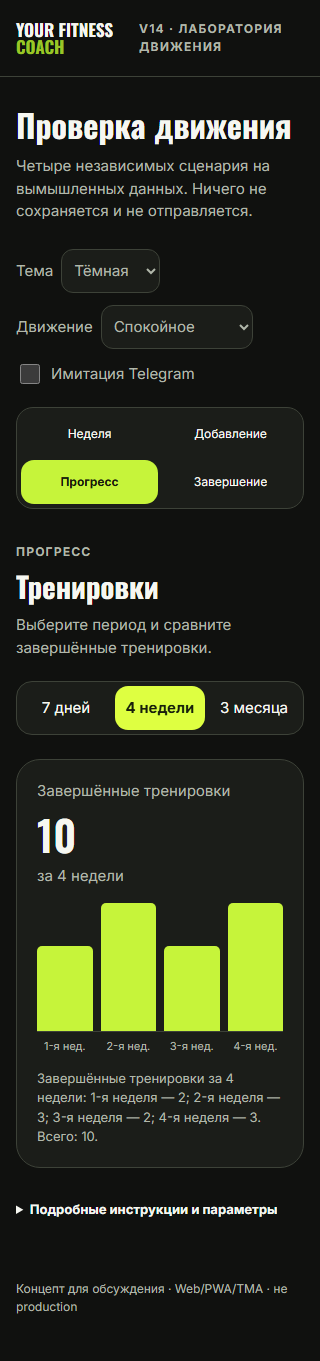 YOUR FITNESS
COACH
V14 · ЛАБОРАТОРИЯ
ДВИЖЕНИЯ
Проверка движения
Четыре независимых сценария на
вымышленных данных. Ничего не
сохраняется и не отправляется.
Тема
Тёмная
Движение
Спокойное
Имитация Telegram
Неделя
Добавление
Прогресс
Завершение
ПРОГРЕСС
Тренировки
Выберите период и сравните
завершённые тренировки.
7 дней
4 недели
3 месяца
Завершённые тренировки
10
за 4 недели
1-я нед.
2-я нед.
3-я нед.
4-я нед.
Завершённые тренировки за 4
недели: 1-я неделя — 2; 2-я неделя —
3; 3-я неделя — 2; 4-я неделя — 3.
Всего: 10.
Подробные инструкции и параметры
Концепт для обсуждения · Web/PWA/TMA · не
production